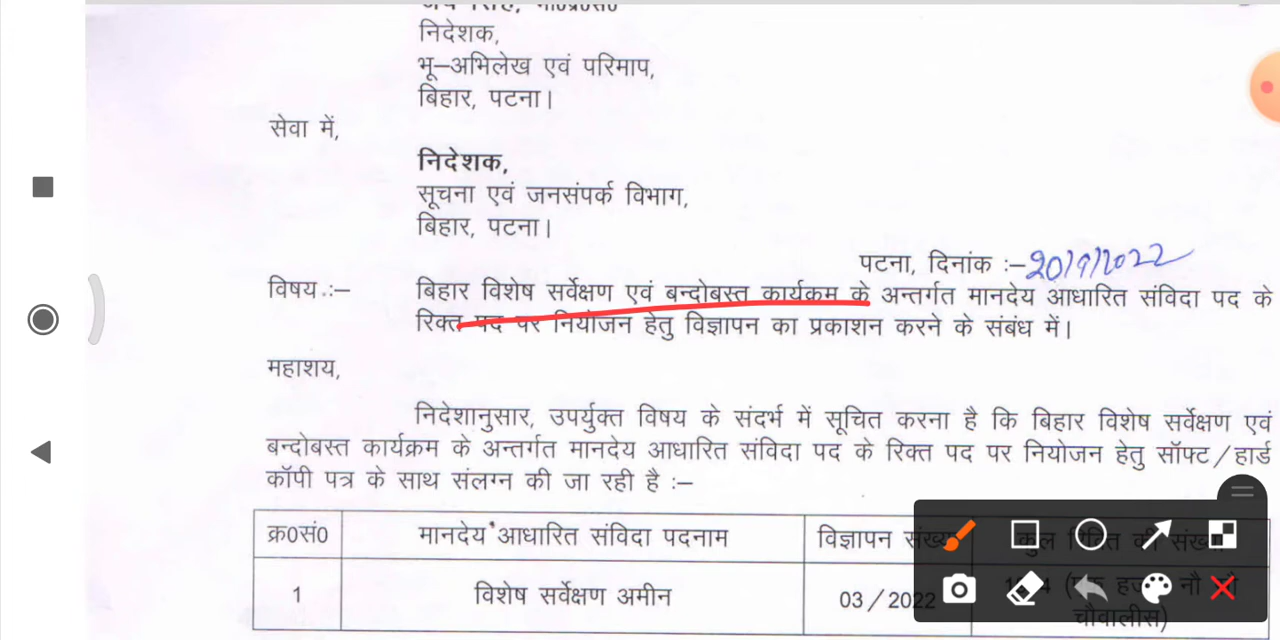 निदेशक,
भू–अभिलेख एवं परिमाप,
बिहार, पटना।
सेवा में,
निदेशक,
सूचना एवं जनसंपर्क विभाग,
बिहार, पटना।
पटना, दिनांक :–20/9/2022
विषय :– बिहार विशेष सर्वेक्षण एवं बन्दोबस्त कार्यक्रम के अन्तर्गत मानदेय आधारित संविदा पद के
रिक्त पद पर नियोजन हेतु विज्ञापन का प्रकाशन करने के संबंध में।
महाशय,
निदेशानुसार, उपर्युक्त विषय के संदर्भ में सूचित करना है कि बिहार विशेष सर्वेक्षण एवं
बन्दोबस्त कार्यक्रम के अन्तर्गत मानदेय आधारित संविदा पद के रिक्त पद पर नियोजन हेतु सॉफ्ट/हार्ड
कॉपी पत्र के साथ संलग्न की जा रही है :–
क्र0सं0 मानदेय आधारित संविदा पदनाम विज्ञापन संख्या कुल की संख्या
1 विशेष सर्वेक्षण अमीन 03/2022
चौवालीस)